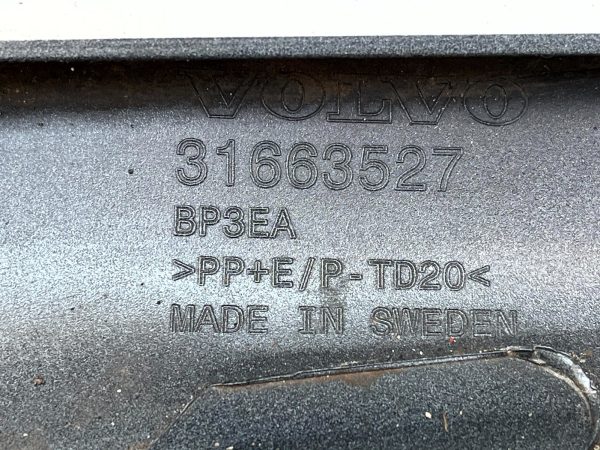 VOLVO
31663527
BP3EA
>PP+E/P-TD20<
MADE IN SWEDEN